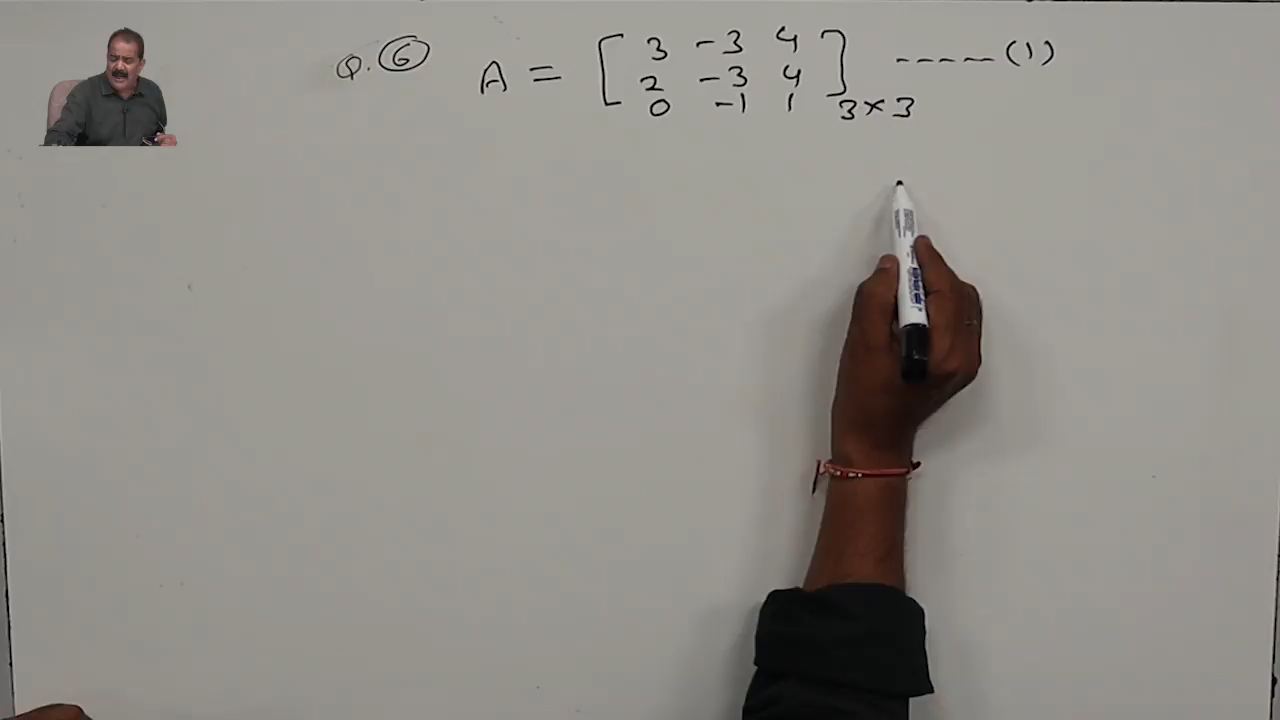 Q. 6 A = [ 3 -3 4 ] -----(1)
2 -3 4
0 -1 1 3×3